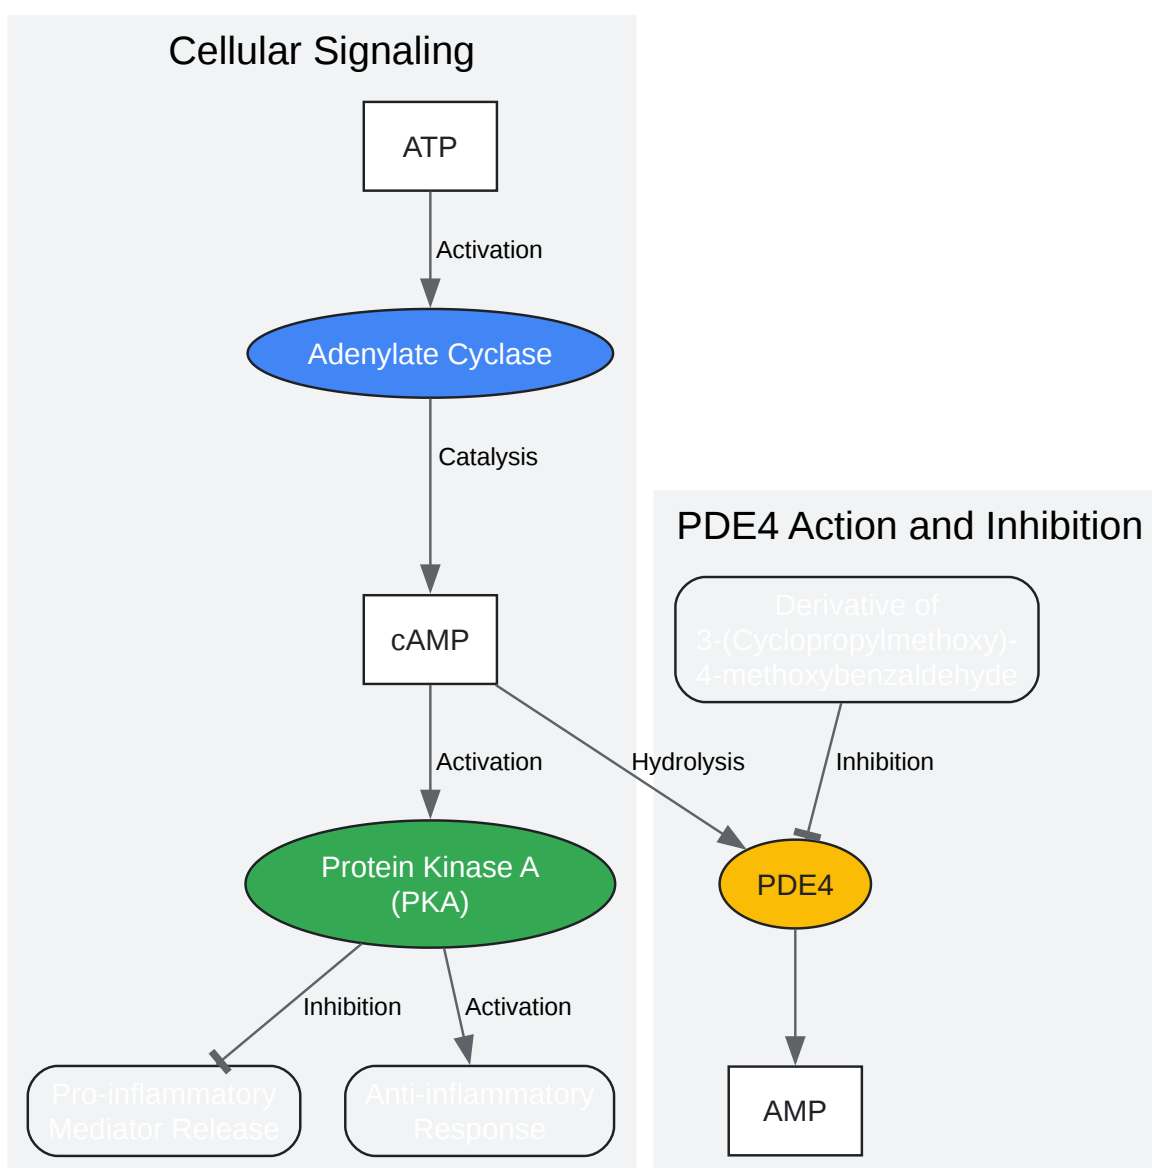 Cellular Signaling
ATP
Activation
Adenylate Cyclase
Catalysis
PDE4 Action and Inhibition
Derivative of
3-(Cyclopropylmethoxy)-
4-methoxybenzaldehyde
cAMP
Activation
Hydrolysis
Inhibition
Protein Kinase A
(PKA)
PDE4
Inhibition
Activation
Pro-inflammatory
Mediator Release
Anti-inflammatory
Response
AMP